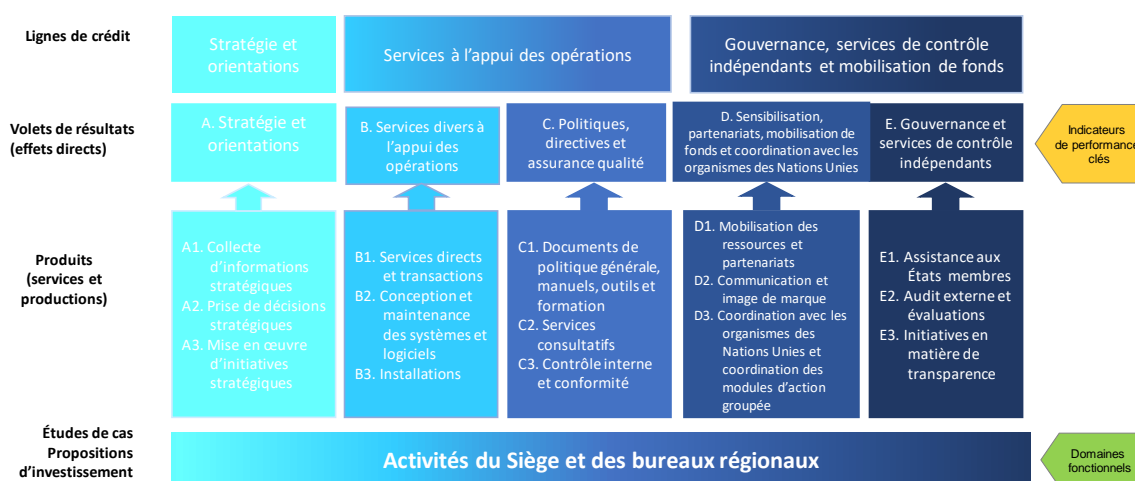 Lignes de crédit
Stratégie et
orientations
Services à l'appui des opérations
Gouvernance, services de contrôle
indépendants et mobilisation de fonds
Volets de résultats
(effets directs)
A. Stratégie et
orientations
B. Services divers à
l'appui des
opérations
C. Politiques,
directives et
assurance qualité
D. Sensibilisation,
partenariats, mobilisation de
fonds et coordination avec les
organismes des Nations Unies
E. Gouvernance et
services de contrôle
indépendants
Indicateurs
de performance
clés
Produits
(services et
productions)
A1. Collecte
d'informations
stratégiques
A2. Prise de décisions
stratégiques
A3. Mise en œuvre
d'initiatives
stratégiques
B1. Services directs
et transactions
B2. Conception et
maintenance
des systèmes et
logiciels
B3. Installations
C1. Documents de
politique générale,
manuels, outils et
formation
C2. Services
consultatifs
C3. Contrôle interne
et conformité
D1. Mobilisation des
ressources et
partenariats
D2. Communication et
image de marque
D3. Coordination avec les
organismes des
Nations Unies et
coordination des
modules d'action
groupée
E1. Assistance aux
États membres
E2. Audit externe et
évaluations
E3. Initiatives en
matière de
transparence
Études de cas
Propositions
d'investissement
Activités du Siège et des bureaux régionaux
Domaines
fonctionnels